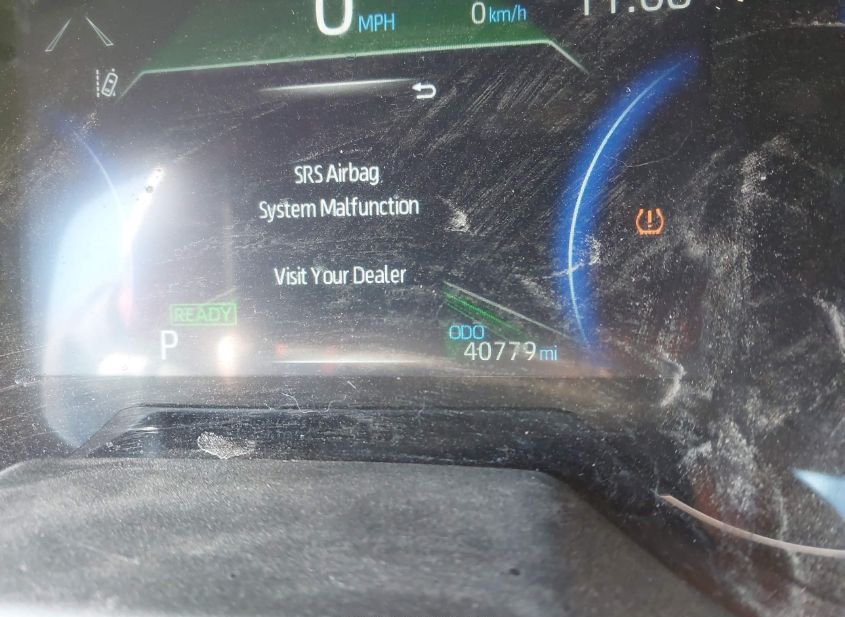 0 MPH 0 km/h
SRS Airbag
System Malfunction
Visit Your Dealer
READY
P
ODO
40779 mi